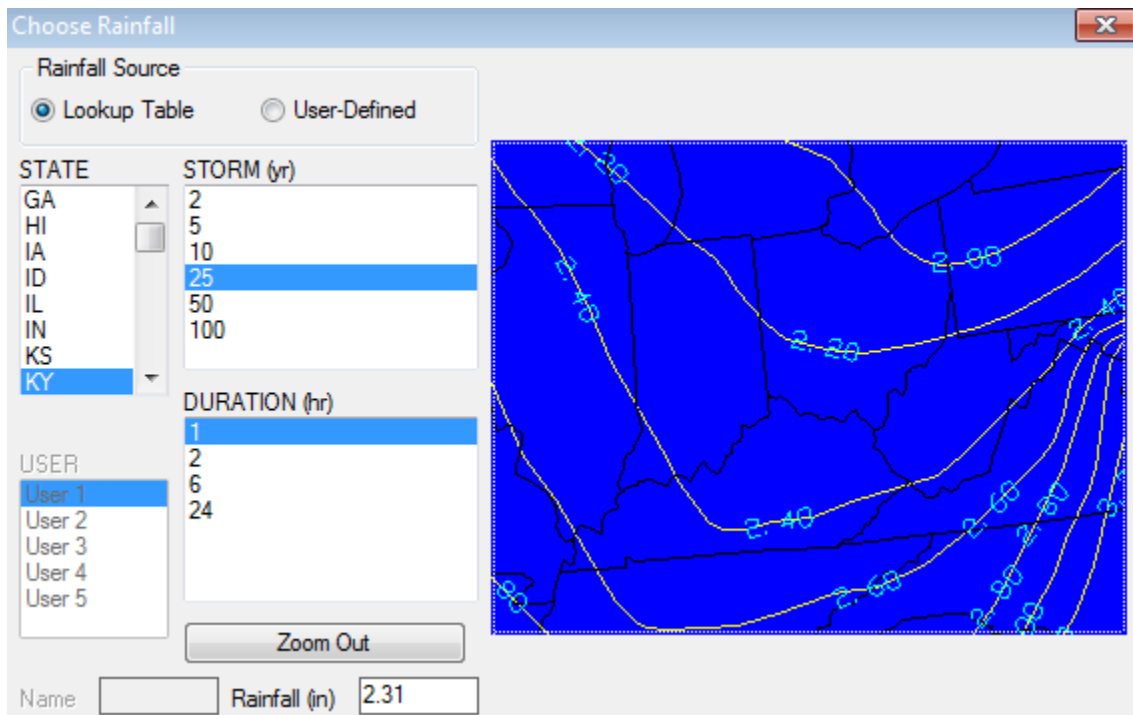 Choose Rainfall
Rainfall Source
Lookup Table
User-Defined
STATE
GA
HI
IA
ID
IL
IN
KS
KY
STORM (yr)
2
5
10
25
50
100
DURATION (hr)
1
2
6
24
USER
User 1
User 2
User 3
User 4
User 5
Zoom Out
Name
Rainfall (in) 2.31
2.00
2.40
2.20
2.40
2.40
2.60
2.80
2.60